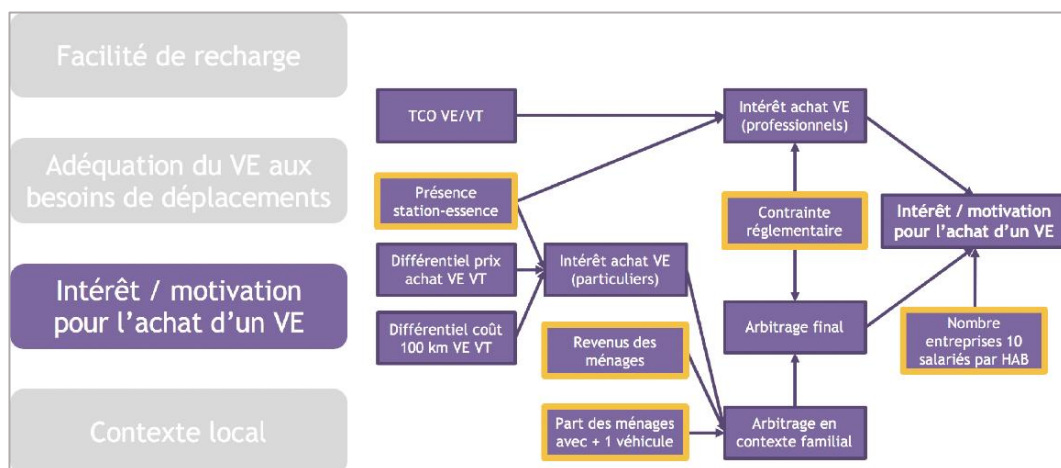 Facilité de recharge
Adéquation du VE aux
besoins de déplacements
Intérêt / motivation
pour l'achat d'un VE
Contexte local
TCO VE/VT
Présence
station-essence
Différentiel prix
achat VE VT
Différentiel coût
100 km VE VT
Intérêt achat VE
(particuliers)
Revenus des
ménages
Part des ménages
avec + 1 véhicule
Intérêt achat VE
(professionnels)
Contrainte
réglementaire
Arbitrage final
Arbitrage en
contexte familial
Intérêt / motivation
pour l'achat d'un VE
Nombre
entreprises 10
salariés par HAB